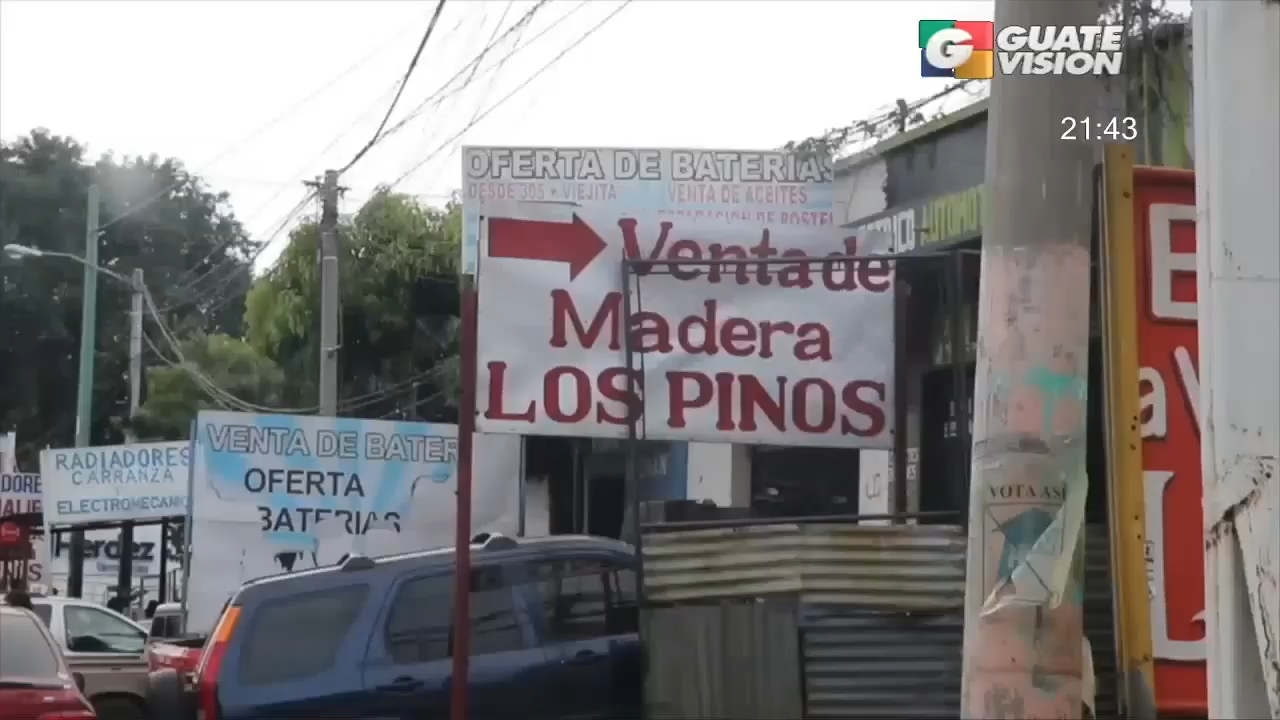 GUATE
VISION
21:43
OFERTA DE BATERIAS
DESDE 305 + VIEJITA VENTA DE ACEITES
Venta de
Madera
LOS PINOS
VENTA DE BATER
OFERTA
BATERIAS
RADIADORES
CARRANZA
ELECTROMECANIC
Herdez
VOTA ASI